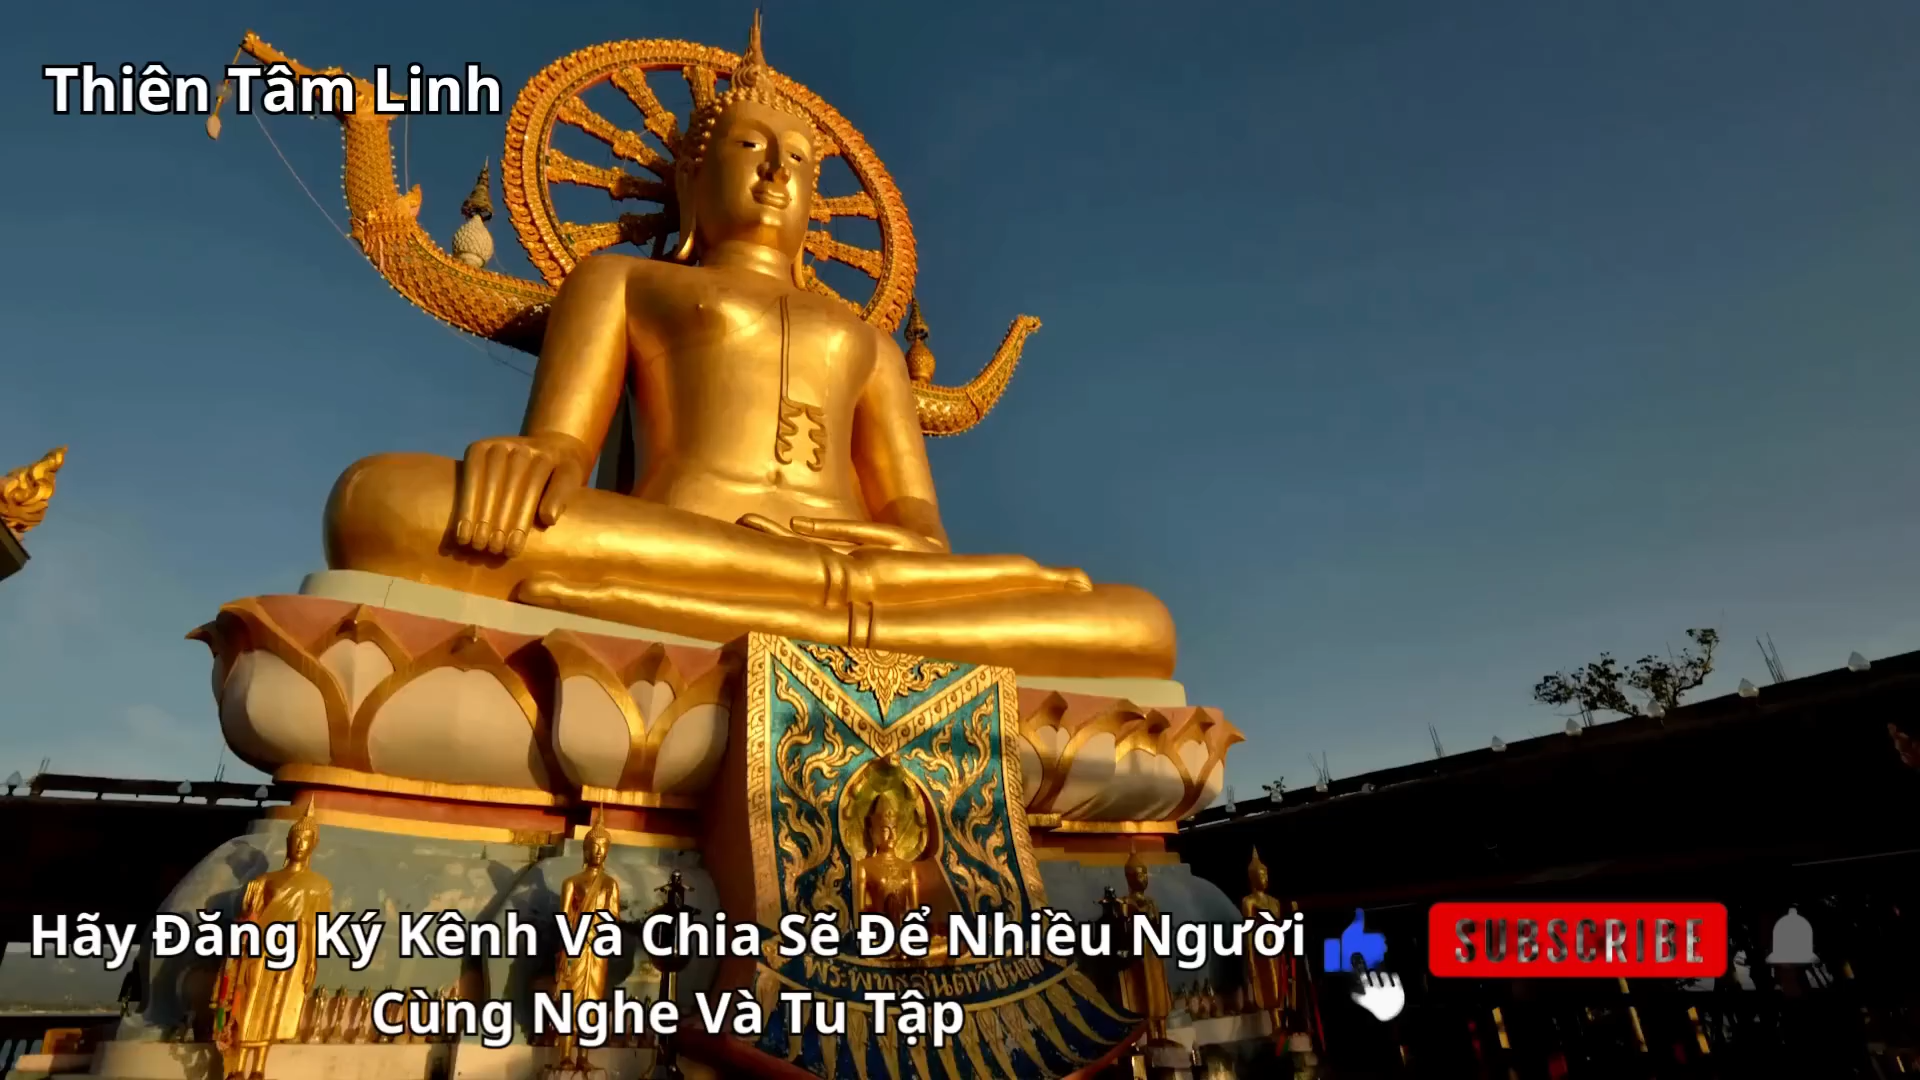 Thiên Tâm Linh
Hãy Đăng Ký Kênh Và Chia Sẽ Để Nhiều Người
SUBSCRIBE
Cùng Nghe Và Tu Tập